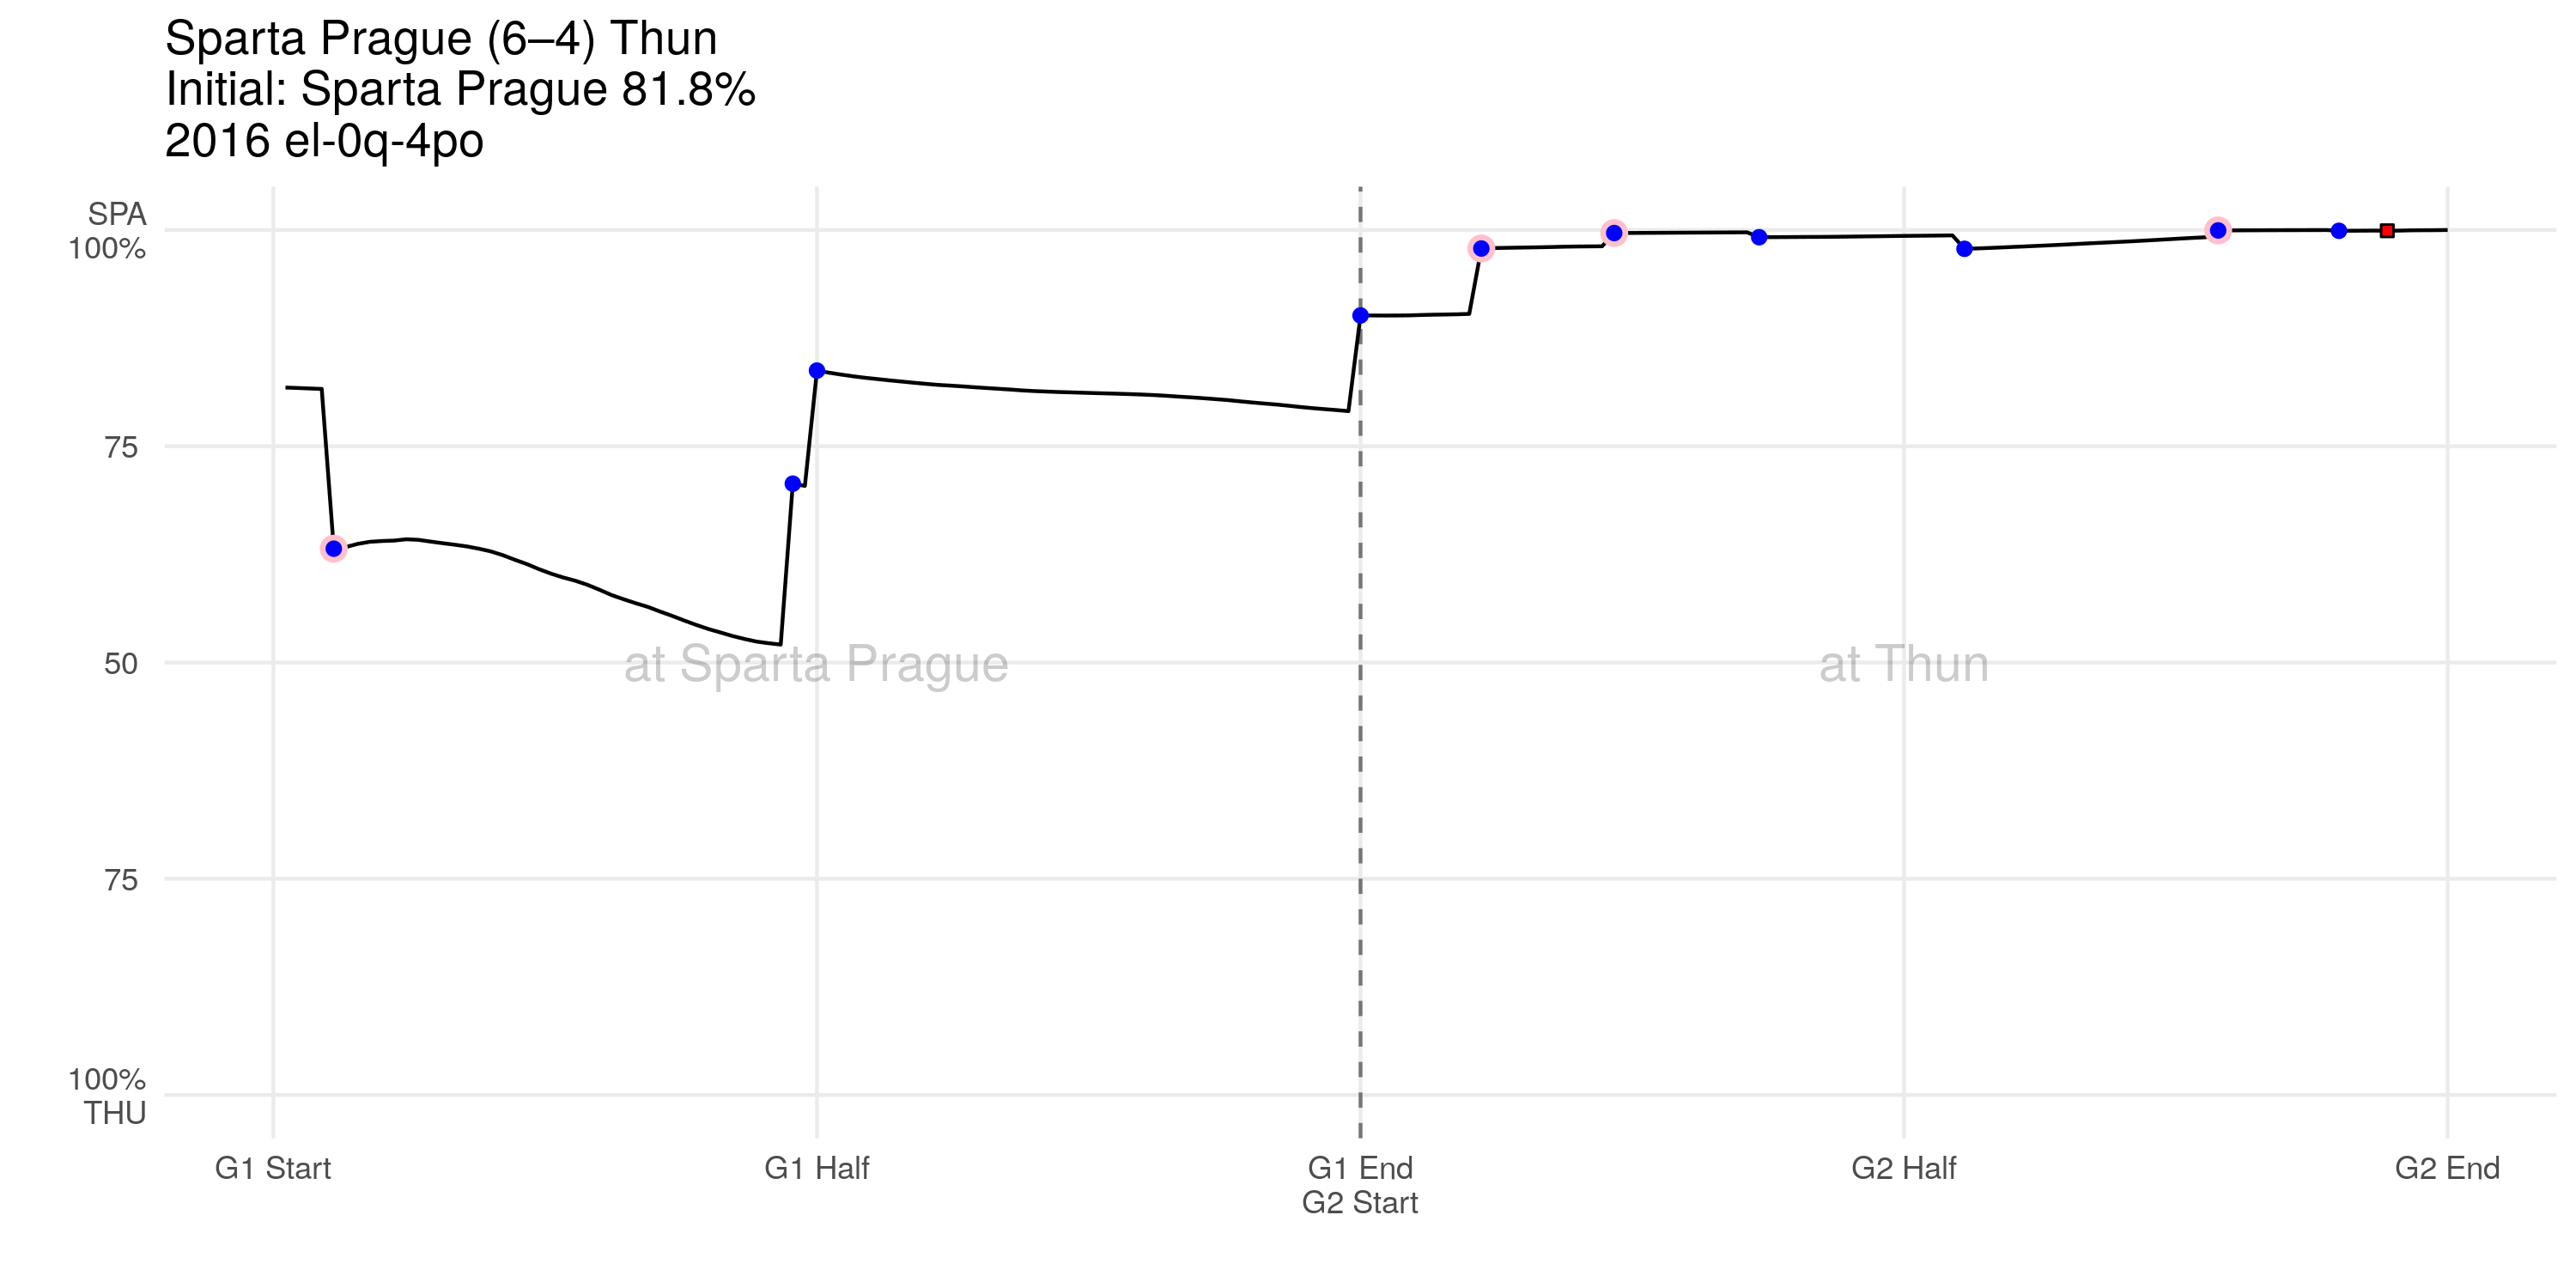 Sparta Prague (6–4) Thun
Initial: Sparta Prague 81.8%
2016 el-0q-4po
SPA
100%
75
50
75
100%
THU
at Sparta Prague
at Thun
G1 Start
G1 Half
G1 End
G2 Start
G2 Half
G2 End